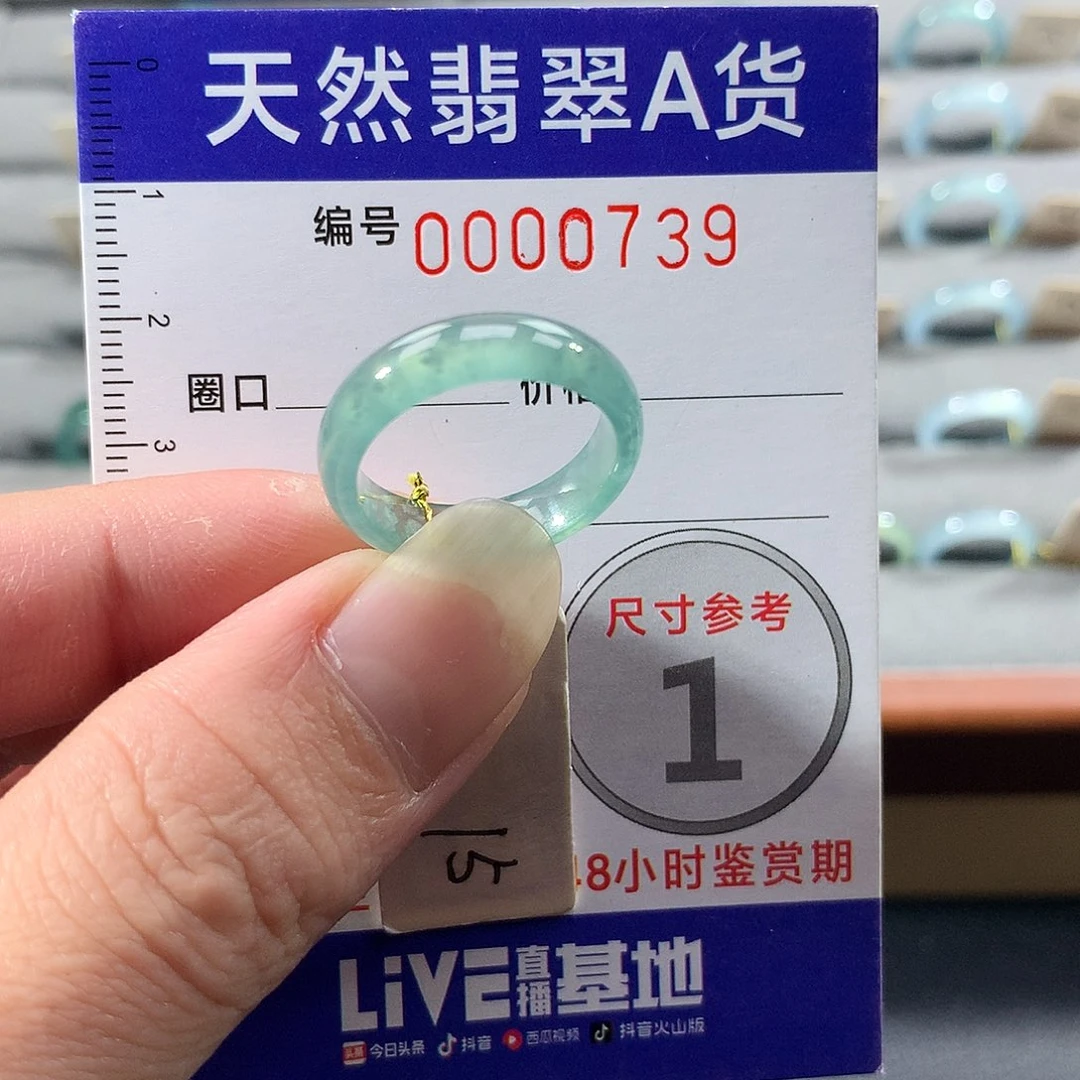 天然翡翠A货
0
1
2
3
编号 0000739
圈口
尺寸参考
1
15
48小时鉴赏期
LIVE直播基地
头条 今日头条 抖音 西瓜视频 抖音火山版